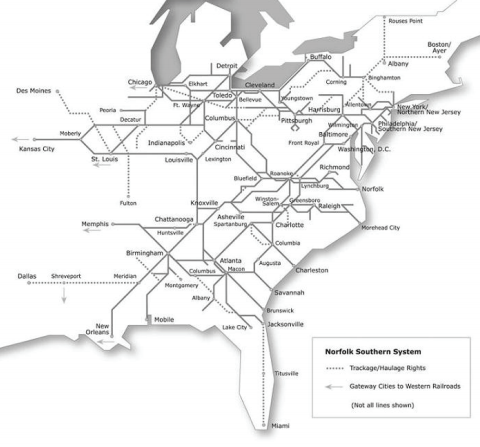 Rouses Point
Buffalo
Boston/
Ayer
Albany
Detroit
Chicago
Elkhart
Cleveland
Corning
Binghamton
Des Moines
Toledo
Ft. Wayne
Bellevue
Youngstown
Peoria
Decatur
Columbus
Pittsburgh
Harrisburg
Allentown
New York/
Northern New Jersey
Moberly
Indianapolis
Wilmington
Philadelphia/
Southern New Jersey
Baltimore
Kansas City
Cincinnati
Front Royal
Washington, D.C.
St. Louis
Louisville
Lexington
Richmond
Bluefield
Roanoke
Lynchburg
Norfolk
Fulton
Knoxville
Winston-
Salem
Greensboro
Raleigh
Asheville
Memphis
Chattanooga
Spartanburg
Charlotte
Morehead City
Huntsville
Columbia
Birmingham
Atlanta
Augusta
Charleston
Dallas
Shreveport
Meridian
Columbus
Macon
Montgomery
Albany
Savannah
Brunswick
New
Orleans
Mobile
Lake City
Jacksonville
Titusville
Miami
Norfolk Southern System
Trackage/Haulage Rights
Gateway Cities to Western Railroads
(Not all lines shown)